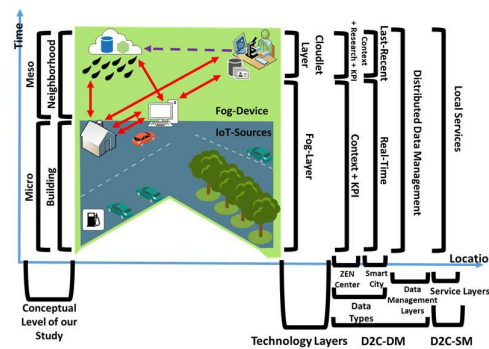 Time
Meso
Neighborhood
Micro
Building
Fog-Device
IoT-Sources
Cloudlet
Layer
Fog-Layer
Context
+ Research + KPI
Last-Recent
Context + KPI
Real-Time
Distributed Data Management
Local Services
Locatio
Conceptual
Level of our
Study
Technology Layers
ZEN
Center
Smart
City
Data
Types
Data
Management
Layers
Service Layers
D2C-DM
D2C-SM